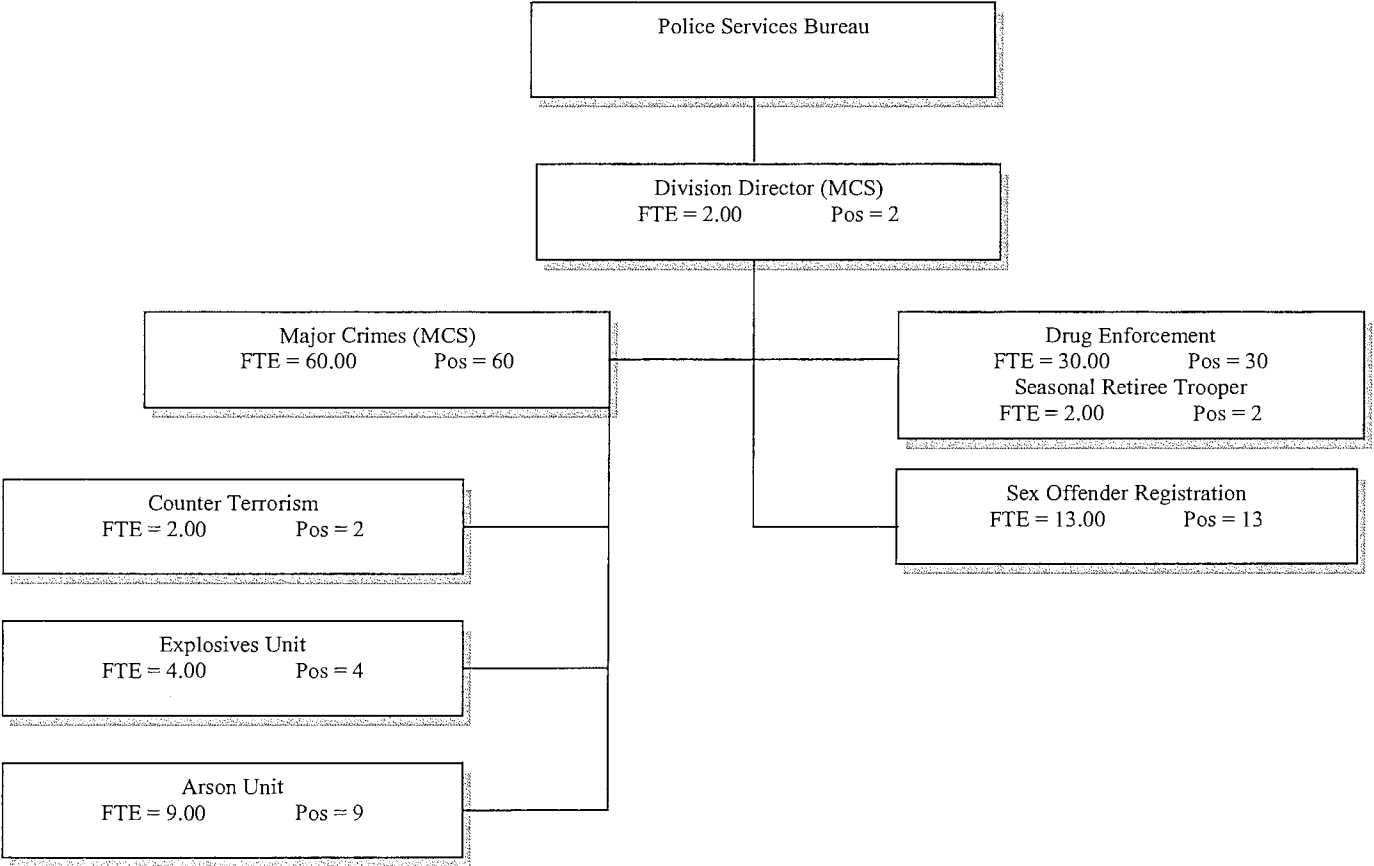 Police Services Bureau
Division Director (MCS)
FTE = 2.00 Pos = 2
Major Crimes (MCS)
FTE = 60.00 Pos = 60
Drug Enforcement
FTE = 30.00 Pos = 30
Seasonal Retiree Trooper
FTE = 2.00 Pos = 2
Counter Terrorism
FTE = 2.00 Pos = 2
Sex Offender Registration
FTE = 13.00 Pos = 13
Explosives Unit
FTE = 4.00 Pos = 4
Arson Unit
FTE = 9.00 Pos = 9